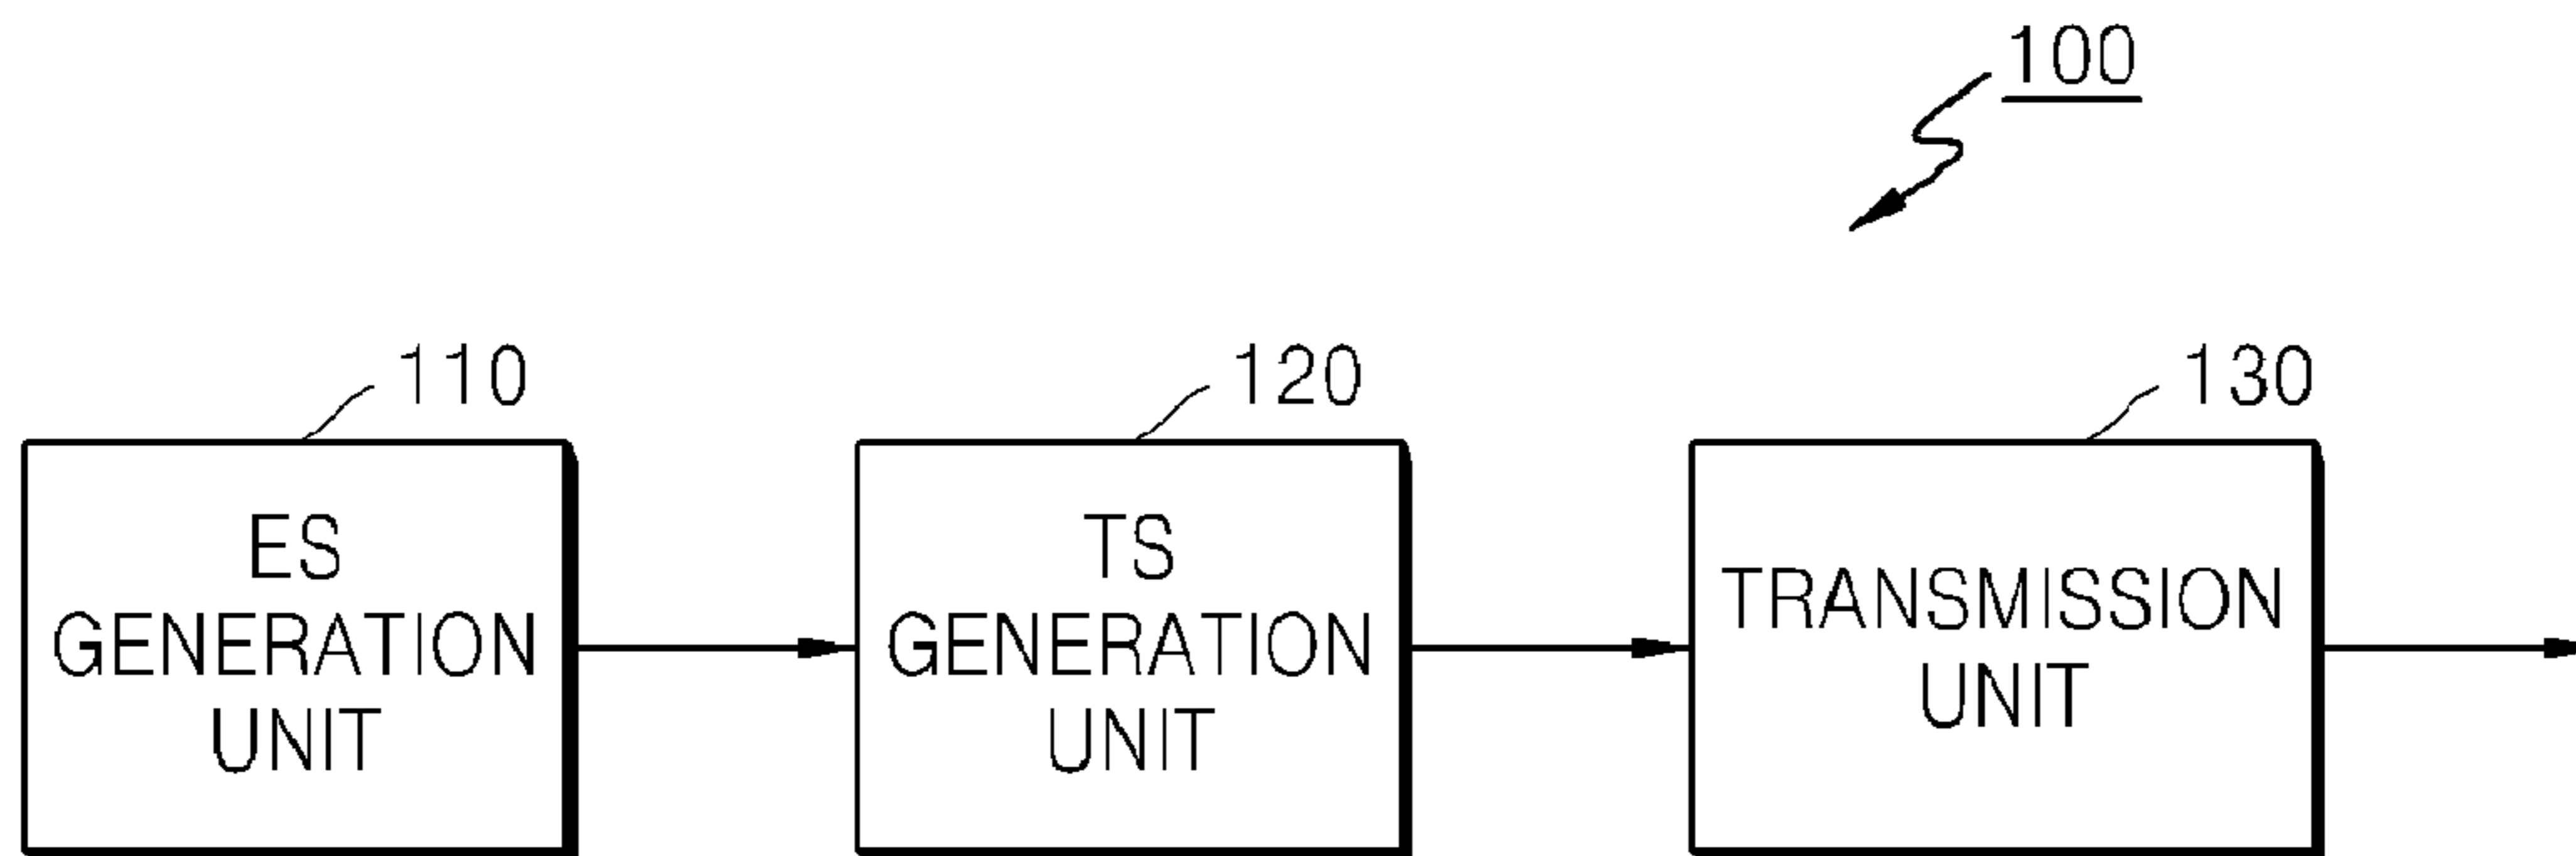 100
110
120
130
ES
GENERATION
UNIT
TS
GENERATION
UNIT
TRANSMISSION
UNIT